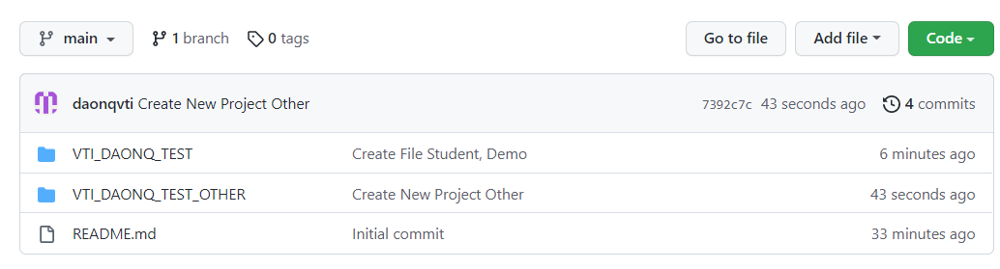 main 1 branch 0 tags Go to file Add file Code
daonqvti Create New Project Other 7392c7c 43 seconds ago 4 commits
VTI_DAONQ_TEST Create File Student, Demo 6 minutes ago
VTI_DAONQ_TEST_OTHER Create New Project Other 43 seconds ago
README.md Initial commit 33 minutes ago